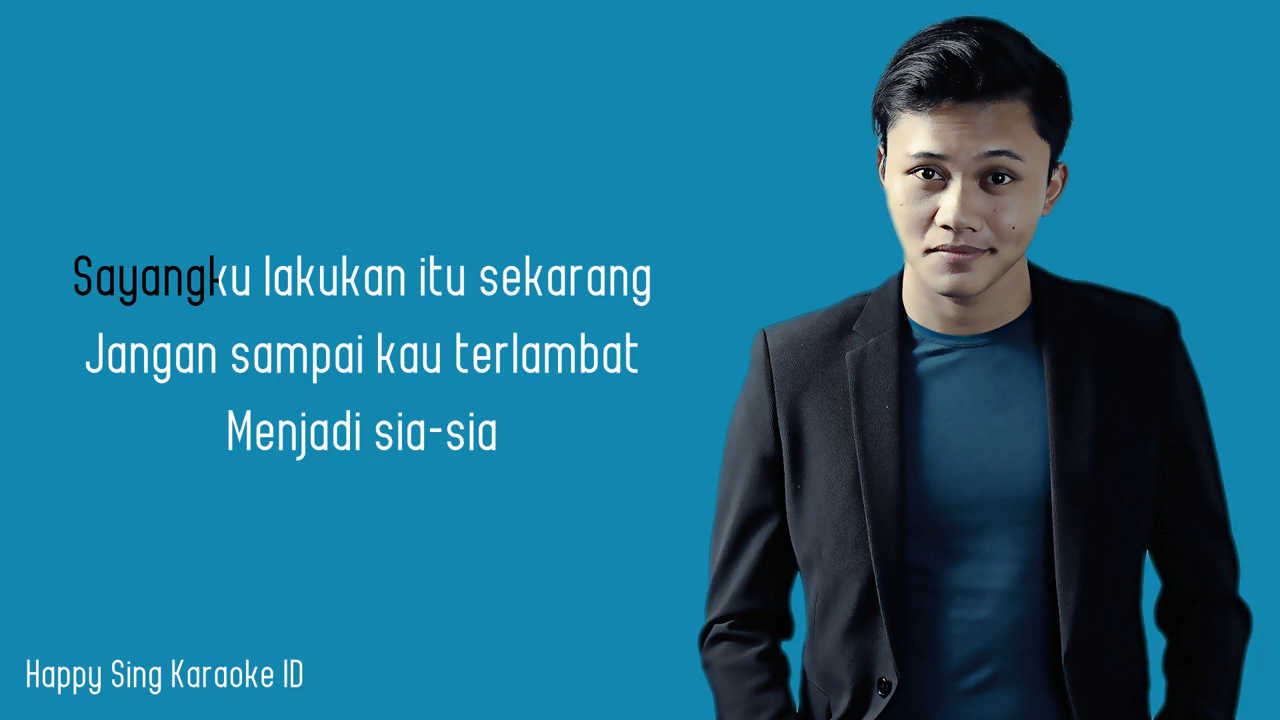 Sayangku lakukan itu sekarang
Jangan sampai kau terlambat
Menjadi sia-sia
Happy Sing Karaoke ID